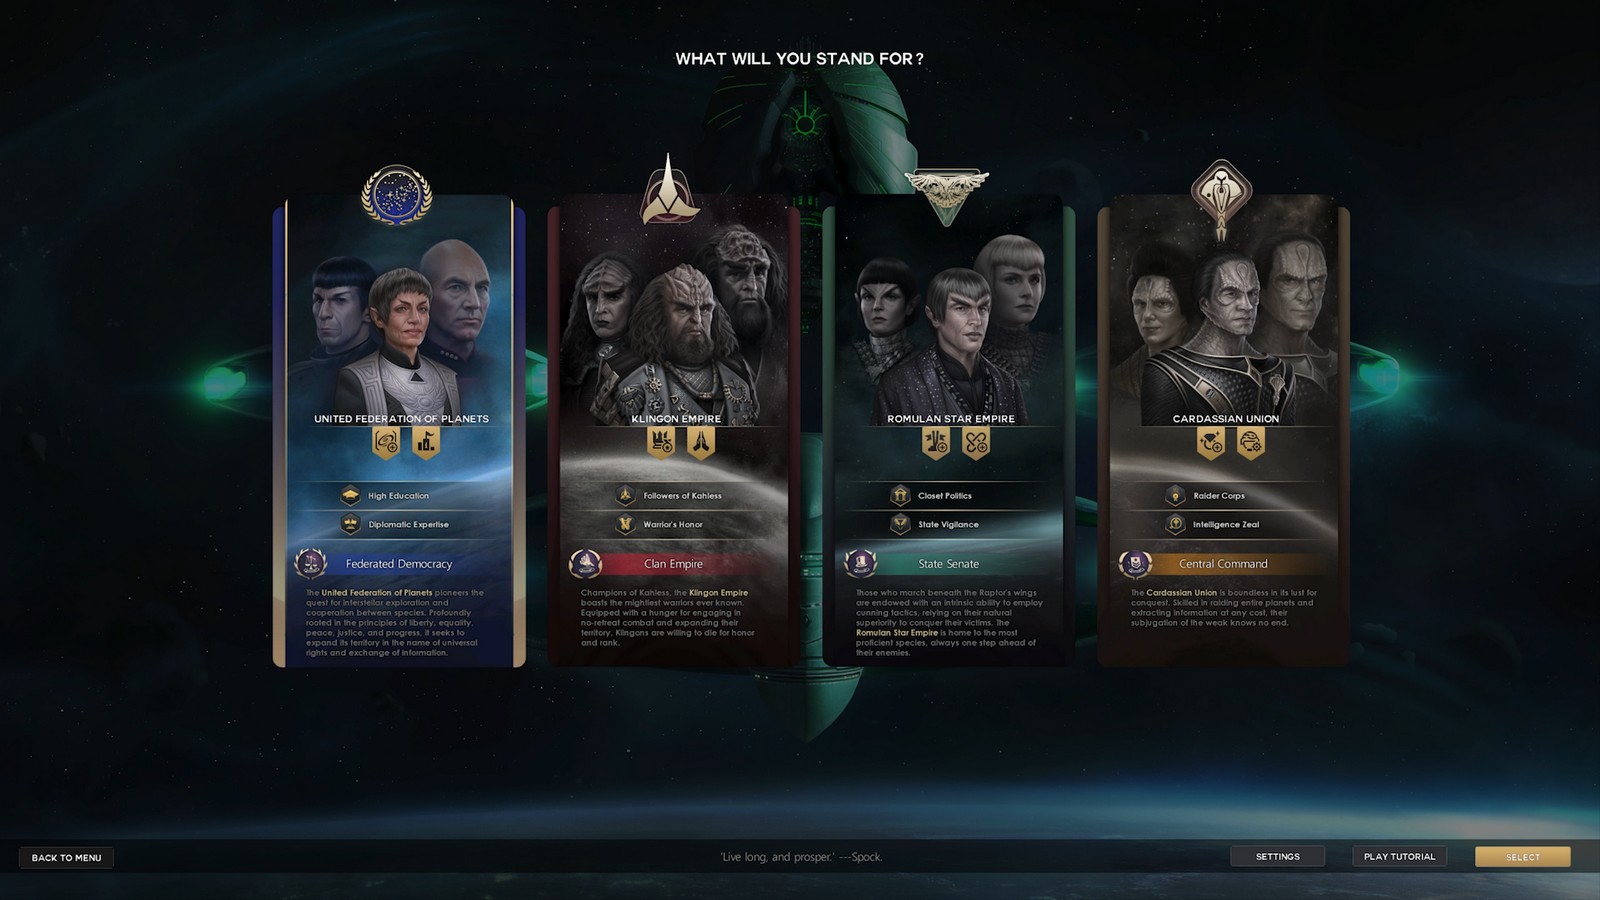 WHAT WILL YOU STAND FOR?
UNITED FEDERATION OF PLANETS
High Education
Diplomatic Expertise
Federated Democracy
The United Federation of Planets pioneers the
quest for interstellar exploration and
cooperation between species. Profoundly
rooted in the principles of liberty, equality,
peace, justice, and progress, it seeks to
expand its territory in the name of universal
rights and exchange of information.
KLINGON EMPIRE
Followers of Kahless
Warrior's Honor
Clan Empire
Champions of Kahless, the Klingon Empire
boasts the mightiest warriors ever known.
Equipped with a hunger for engaging in
no-retreat combat and expanding their
territory, Klingons are willing to die for honor
and rank.
ROMULAN STAR EMPIRE
Closet Politics
State Vigilance
State Senate
Those who march beneath the Raptor's wings
are endowed with an intrinsic ability to employ
cunning tactics, relying on their natural
superiority to conquer their victims. The
Romulan Star Empire is home to the most
proficient species, always one step ahead of
their enemies.
CARDASSIAN UNION
Raider Corps
Intelligence Zeal
Central Command
The Cardassian Union is boundless in its lust for
conquest. Skilled in raiding entire planets and
extracting information at any cost, their
subjugation of the weak knows no end.
BACK TO MENU
'Live long, and prosper.' ---Spock.
SETTINGS
PLAY TUTORIAL
SELECT